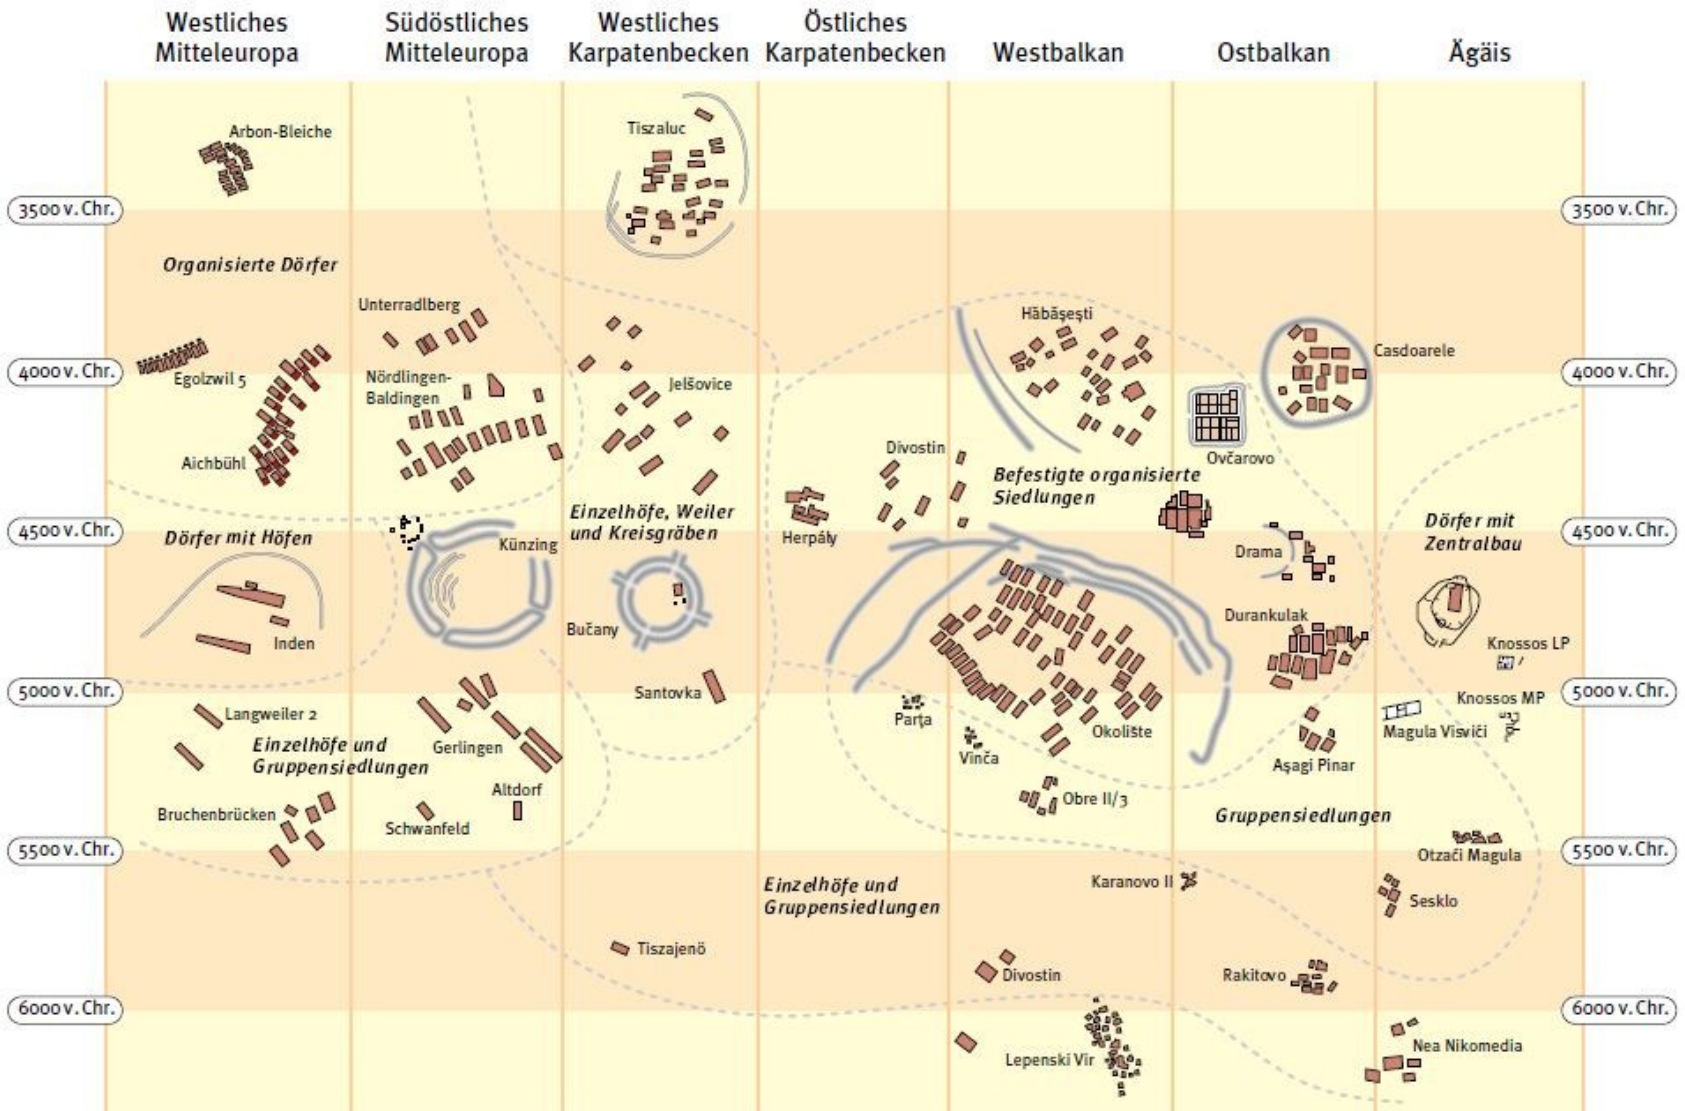 Westliches
Mitteleuropa
Südöstliches
Mitteleuropa
Westliches
Karpatenbecken
Östliches
Karpatenbecken
Westbalkan
Ostbalkan
Ägäis
Arbon-Bleiche
Tiszaluc
3500 v. Chr.
3500 v. Chr.
Organisierte Dörfer
Unterradlberg
Hăbăşeşti
Casdoarele
4000 v. Chr.
Egolzwil 5
Nördlingen-
Baldingen
Jelšovice
4000 v. Chr.
Aichbühl
Divostin
Ovčarovo
Befestigte organisierte
Siedlungen
Einzelhöfe, Weiler
und Kreisgräben
4500 v. Chr.
Dörfer mit Höfen
Künzing
Herpály
Drama
Dörfer mit
Zentralbau
4500 v. Chr.
Inden
Bučany
Durankulak
Knossos LP
5000 v. Chr.
Santovka
Knossos MP
5000 v. Chr.
Langweiler 2
Parţa
Okolište
Magula Visvići
Einzelhöfe und
Gruppensiedlungen
Gerlingen
Vinča
Aşagi Pinar
Altdorf
Obre II/3
Bruchenbrücken
Schwanfeld
Gruppensiedlungen
5500 v. Chr.
Otzaći Magula
5500 v. Chr.
Einzelhöfe und
Gruppensiedlungen
Karanovo II
Sesklo
Tiszajenö
Divostin
Rakitovo
6000 v. Chr.
6000 v. Chr.
Lepenski Vir
Nea Nikomedia